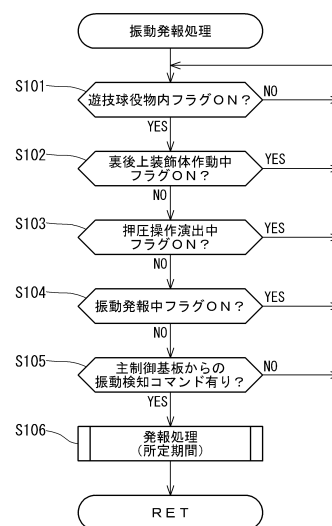 振動発報処理
S101
遊技球役物内フラグＯＮ？
NO
YES
S102
裏後上装飾体作動中
フラグＯＮ？
YES
NO
S103
押圧操作演出中
フラグＯＮ？
YES
NO
S104
振動発報中フラグＯＮ？
YES
NO
S105
主制御基板からの
振動検知コマンド有り？
NO
YES
S106
発報処理
（所定期間）
ＲＥＴ